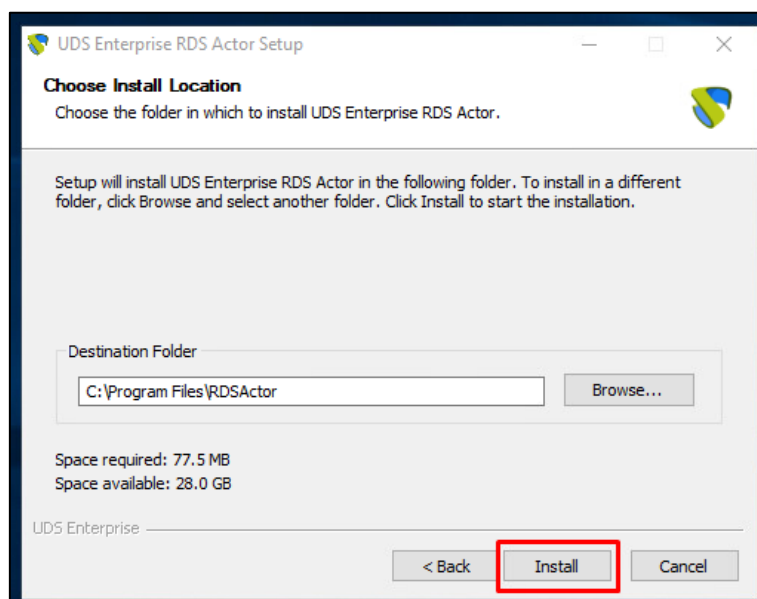 UDS Enterprise RDS Actor Setup
Choose Install Location
Choose the folder in which to install UDS Enterprise RDS Actor.
Setup will install UDS Enterprise RDS Actor in the following folder. To install in a different
folder, click Browse and select another folder. Click Install to start the installation.
Destination Folder
C:\Program Files\RDSActor
Browse...
Space required: 77.5 MB
Space available: 28.0 GB
UDS Enterprise
< Back
Install
Cancel